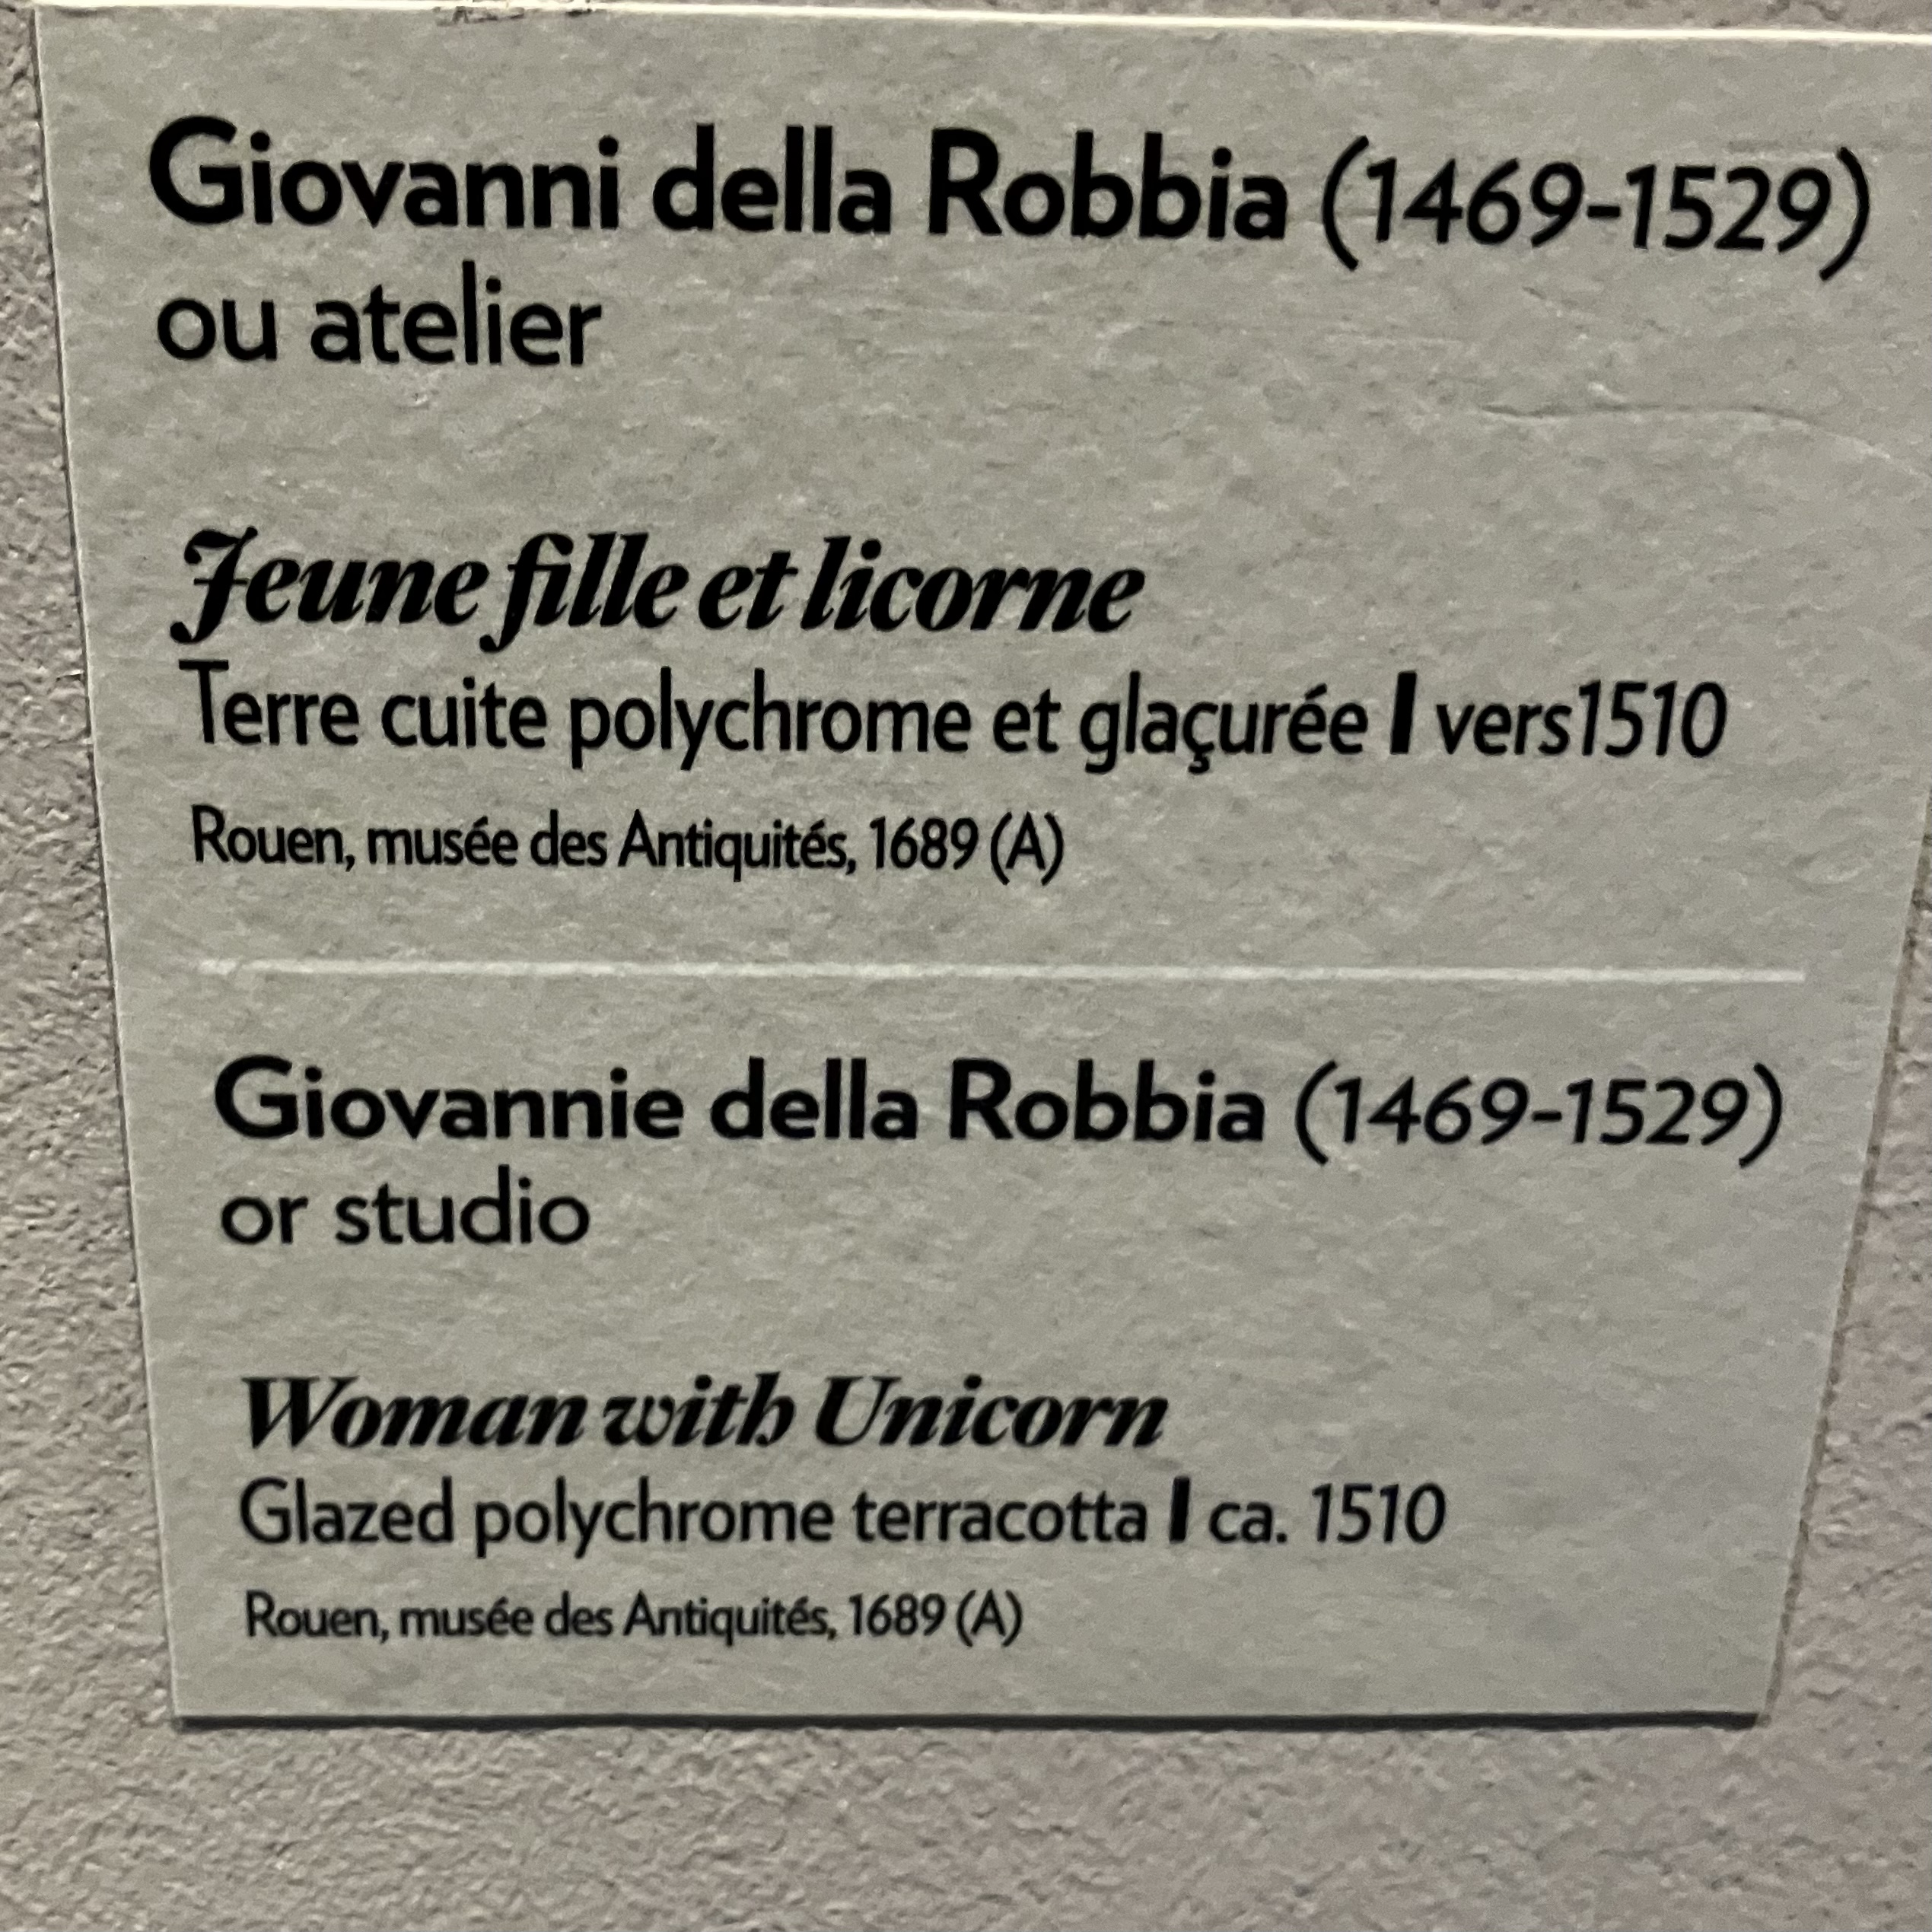 Giovanni della Robbia (1469-1529)
ou atelier
Jeune fille et licorne
Terre cuite polychrome et glaçurée | vers1510
Rouen, musée des Antiquités, 1689 (A)
Giovannie della Robbia (1469-1529)
or studio
Woman with Unicorn
Glazed polychrome terracotta | ca. 1510
Rouen, musée des Antiquités, 1689 (A)